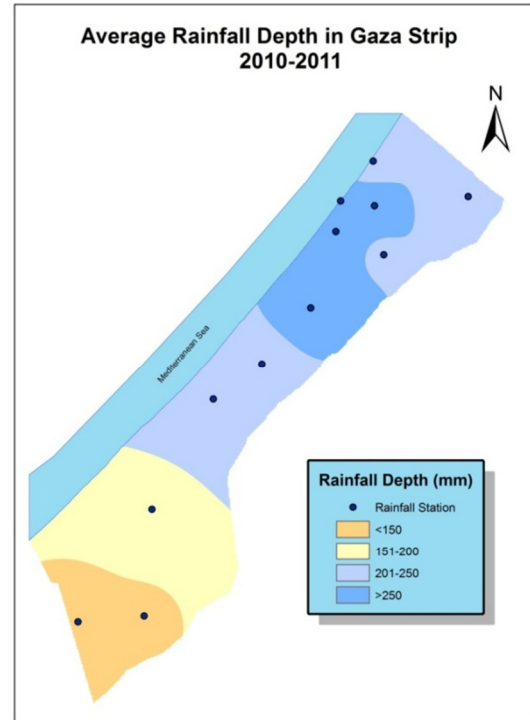 Average Rainfall Depth in Gaza Strip
2010-2011
N
Mediterranean Sea
Rainfall Depth (mm)
Rainfall Station
<150
151-200
201-250
>250